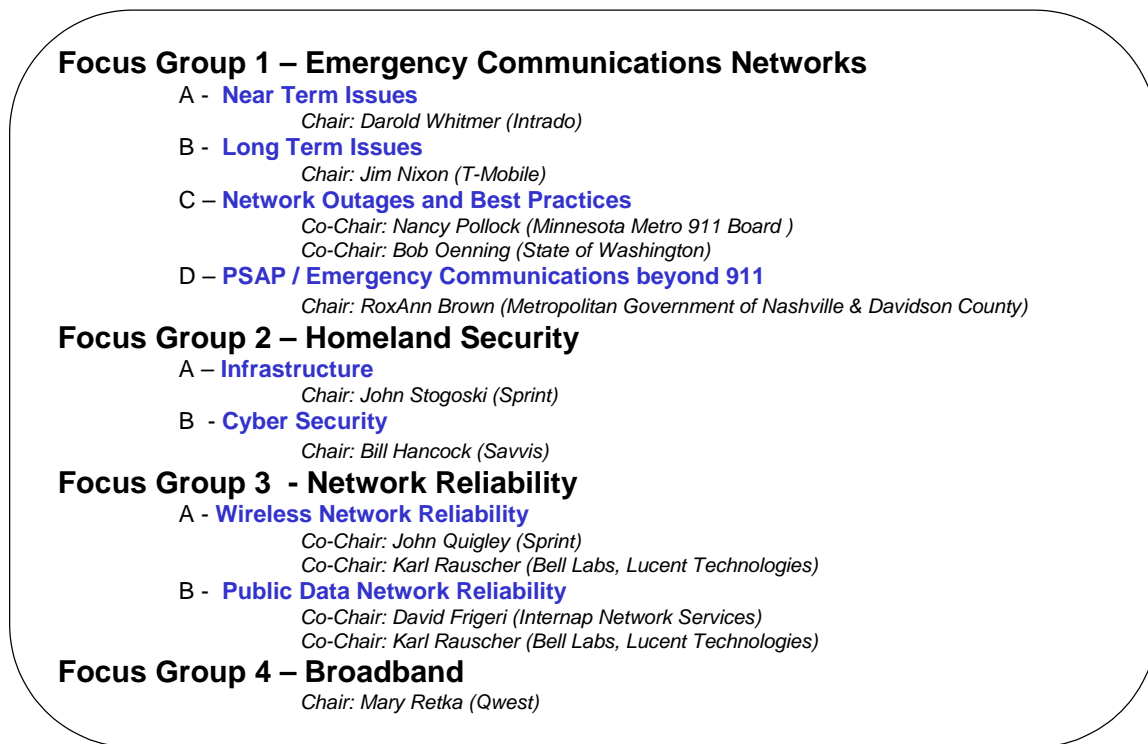 Focus Group 1 – Emergency Communications Networks
A - Near Term Issues
Chair: Darold Whitmer (Intrado)
B - Long Term Issues
Chair: Jim Nixon (T-Mobile)
C – Network Outages and Best Practices
Co-Chair: Nancy Pollock (Minnesota Metro 911 Board )
Co-Chair: Bob Oenning (State of Washington)
D – PSAP / Emergency Communications beyond 911
Chair: RoxAnn Brown (Metropolitan Government of Nashville & Davidson County)
Focus Group 2 – Homeland Security
A – Infrastructure
Chair: John Stogoski (Sprint)
B - Cyber Security
Chair: Bill Hancock (Savvis)
Focus Group 3 - Network Reliability
A - Wireless Network Reliability
Co-Chair: John Quigley (Sprint)
Co-Chair: Karl Rauscher (Bell Labs, Lucent Technologies)
B - Public Data Network Reliability
Co-Chair: David Frigeri (Internap Network Services)
Co-Chair: Karl Rauscher (Bell Labs, Lucent Technologies)
Focus Group 4 – Broadband
Chair: Mary Retka (Qwest)